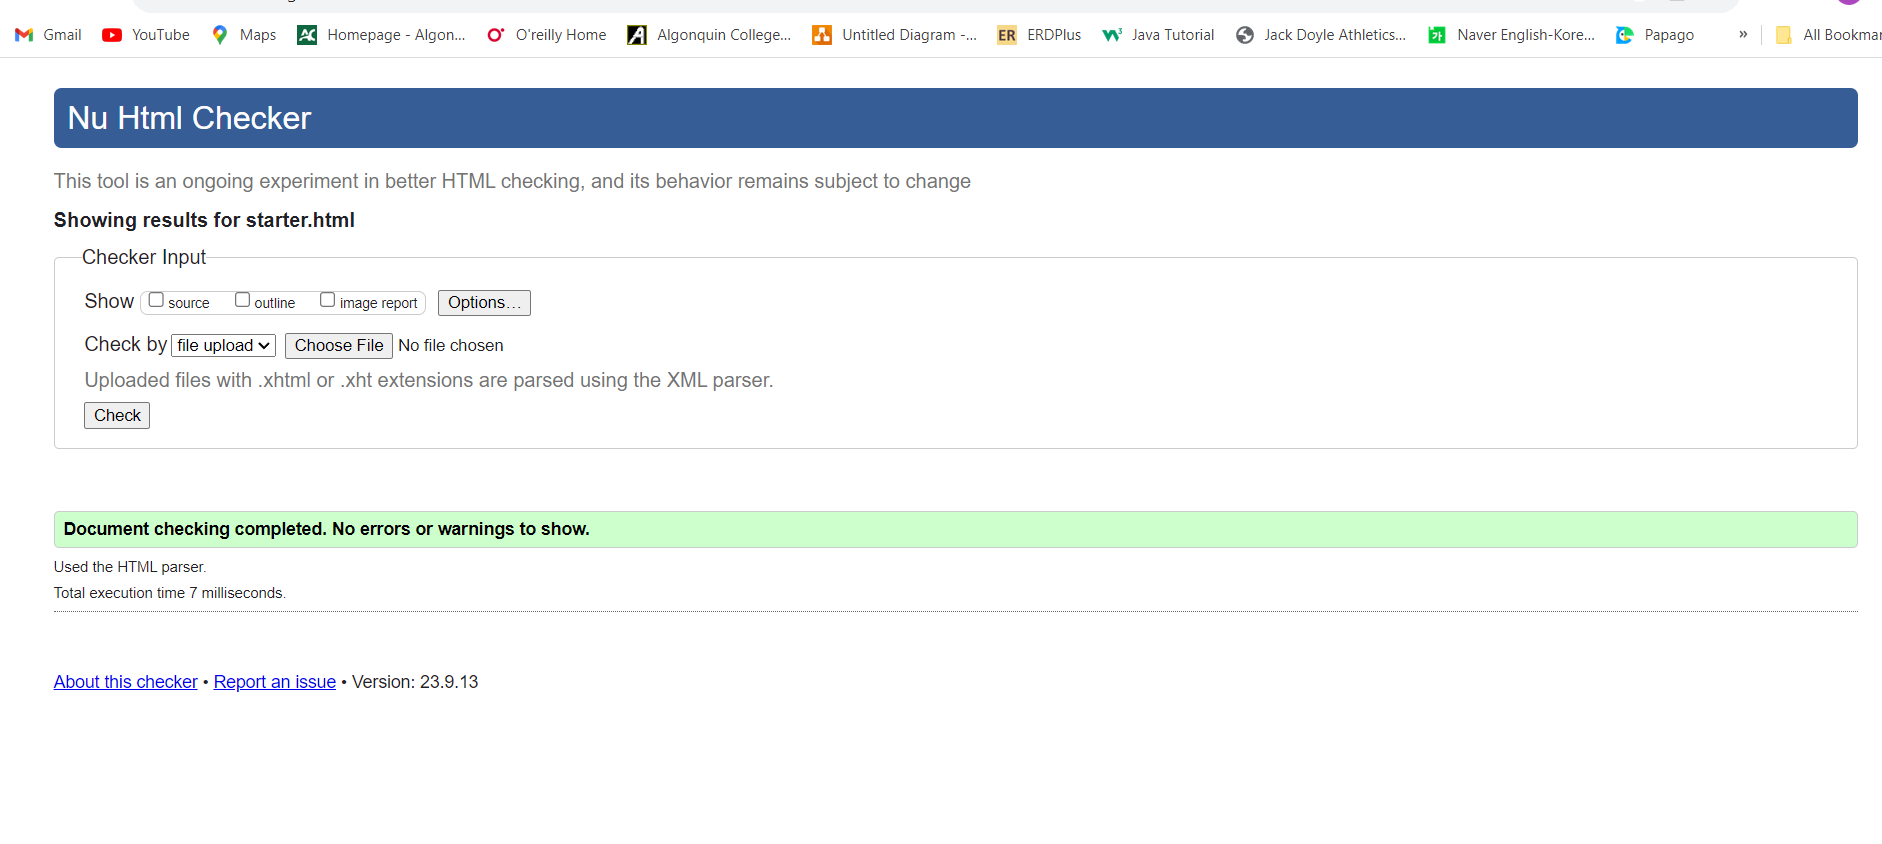 Gmail YouTube Maps Homepage - Algon... O'reilly Home Algonquin College... Untitled Diagram -... ERDPlus Java Tutorial Jack Doyle Athletics... Naver English-Kore... Papago » All Bookmar
Nu Html Checker
This tool is an ongoing experiment in better HTML checking, and its behavior remains subject to change
Showing results for starter.html
Checker Input
Show source outline image report Options...
Check by file upload Choose File No file chosen
Uploaded files with .xhtml or .xht extensions are parsed using the XML parser.
Check
Document checking completed. No errors or warnings to show.
Used the HTML parser.
Total execution time 7 milliseconds.
About this checker • Report an issue • Version: 23.9.13